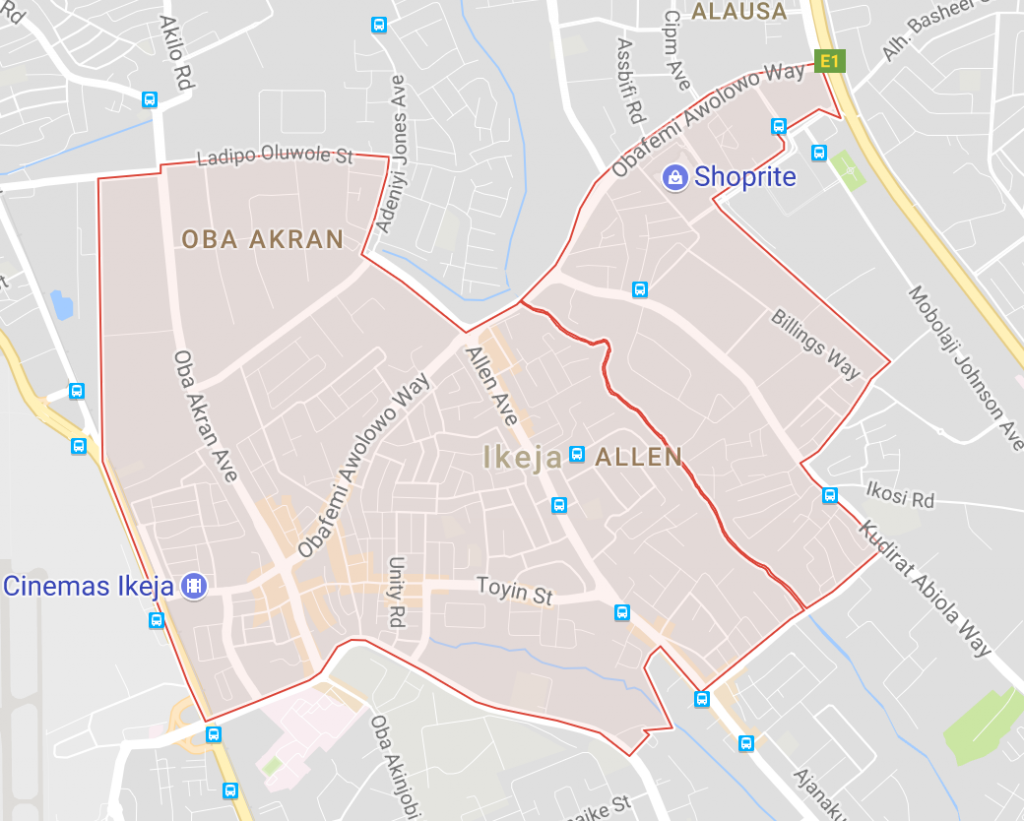 Rd
Akilo Rd
Cipm Ave
ALAUSA
Alh. Basheer
Assbifi Rd
Obafemi Awolowo Way
E1
Ladipo Oluwole St
Adeniyi Jones Ave
Shoprite
OBA AKRAN
Billings Way
Mobolaji Johnson Ave
Oba Akran Ave
Allen Ave
Obafemi Awolowo Way
Ikeja
ALLEN
Ikosi Rd
Kudirat Abiola Way
Cinemas Ikeja
Unity Rd
Toyin St
Oba Akinjobi
Ajanaku
aike St